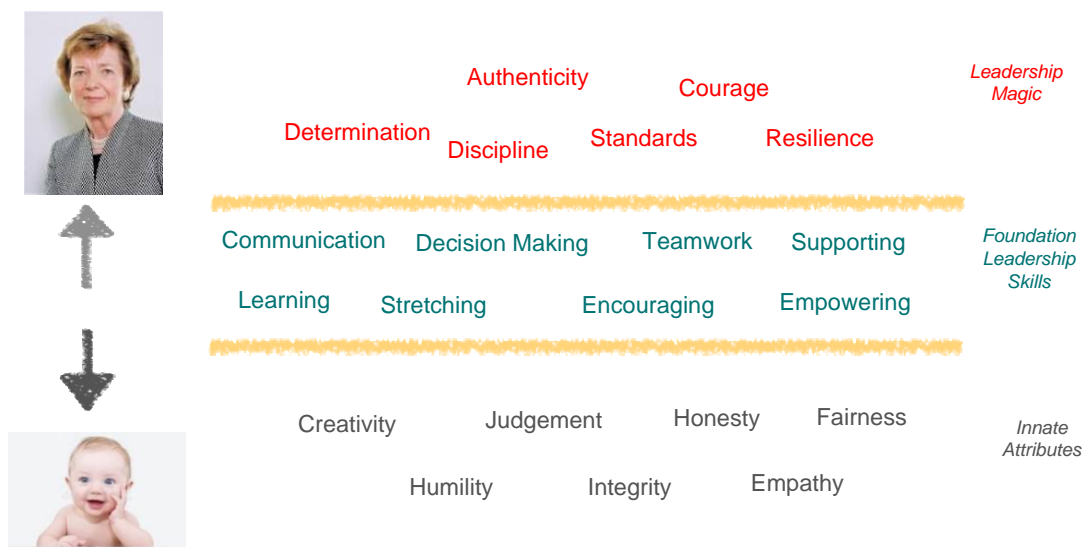 Authenticity
Courage
Leadership
Magic
Determination
Discipline
Standards
Resilience
Communication
Decision Making
Teamwork
Supporting
Foundation
Leadership
Skills
Learning
Stretching
Encouraging
Empowering
Creativity
Judgement
Honesty
Fairness
Innate
Attributes
Humility
Integrity
Empathy